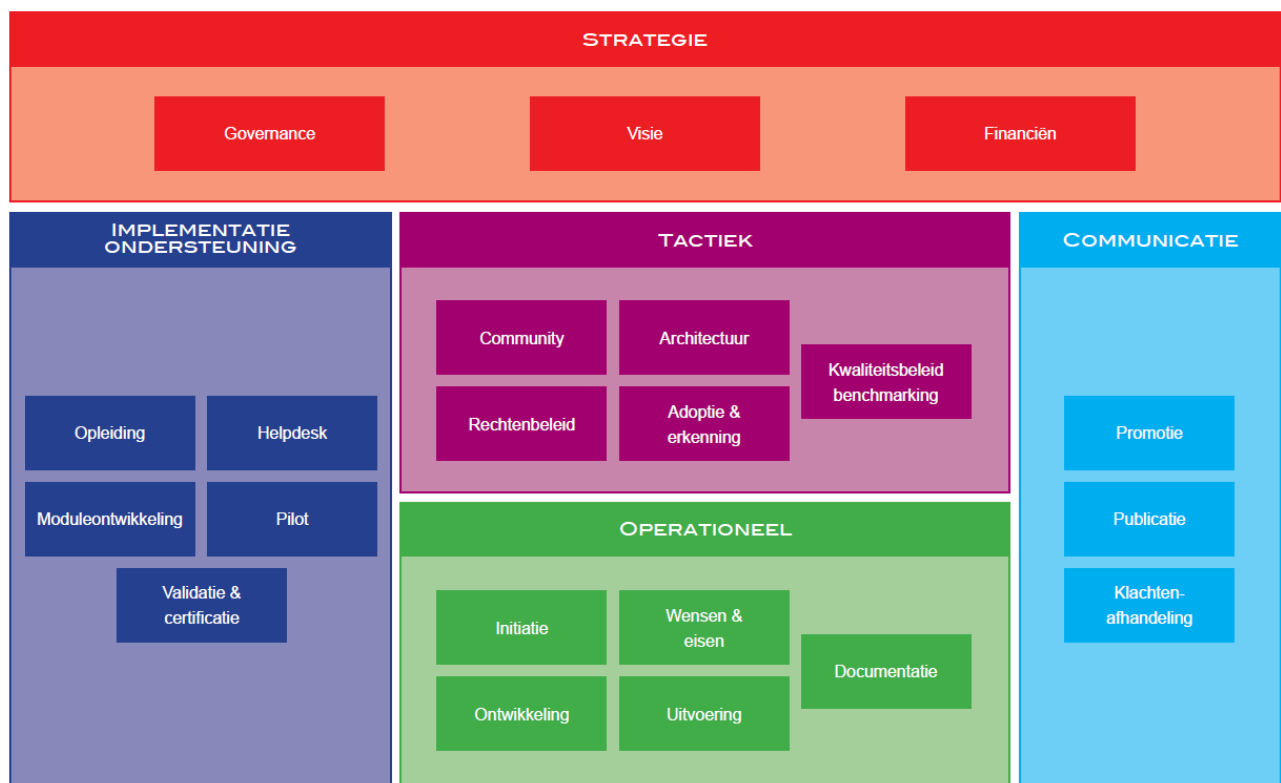 STRATEGIE
Governance
Visie
Financiën
IMPLEMENTATIE
ONDERSTEUNING
Opleiding
Helpdesk
Moduleontwikkeling
Pilot
Validatie &
certificatie
TACTIEK
Community
Architectuur
Rechtenbeleid
Adoptie &
erkenning
Kwaliteitsbeleid
benchmarking
OPERATIONEEL
Initiatie
Wensen &
eisen
Ontwikkeling
Uitvoering
Documentatie
COMMUNICATIE
Promotie
Publicatie
Klachten-
afhandeling